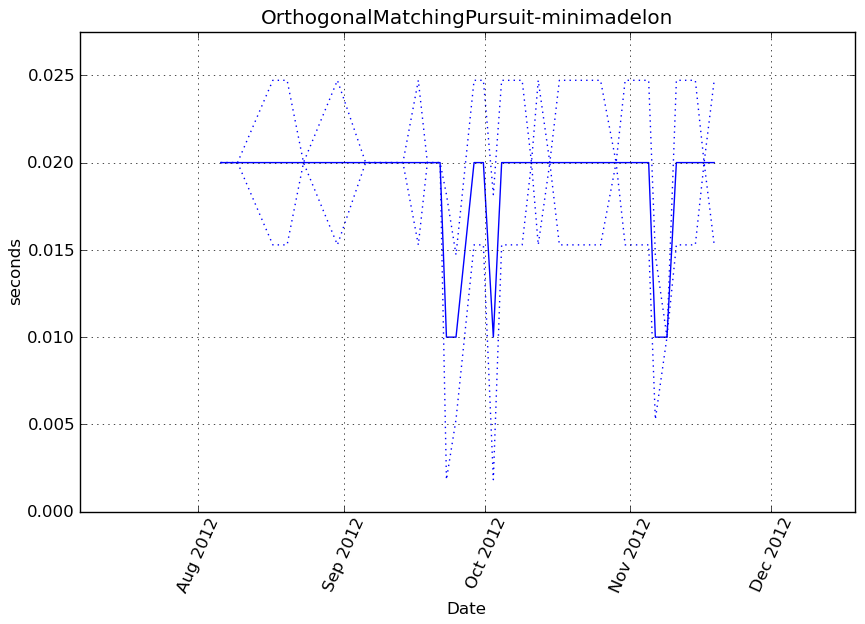 OrthogonalMatchingPursuit-minimadelon
0.025
0.020
0.015
0.010
0.005
0.000
seconds
Aug 2012
Sep 2012
Oct 2012
Nov 2012
Dec 2012
Date